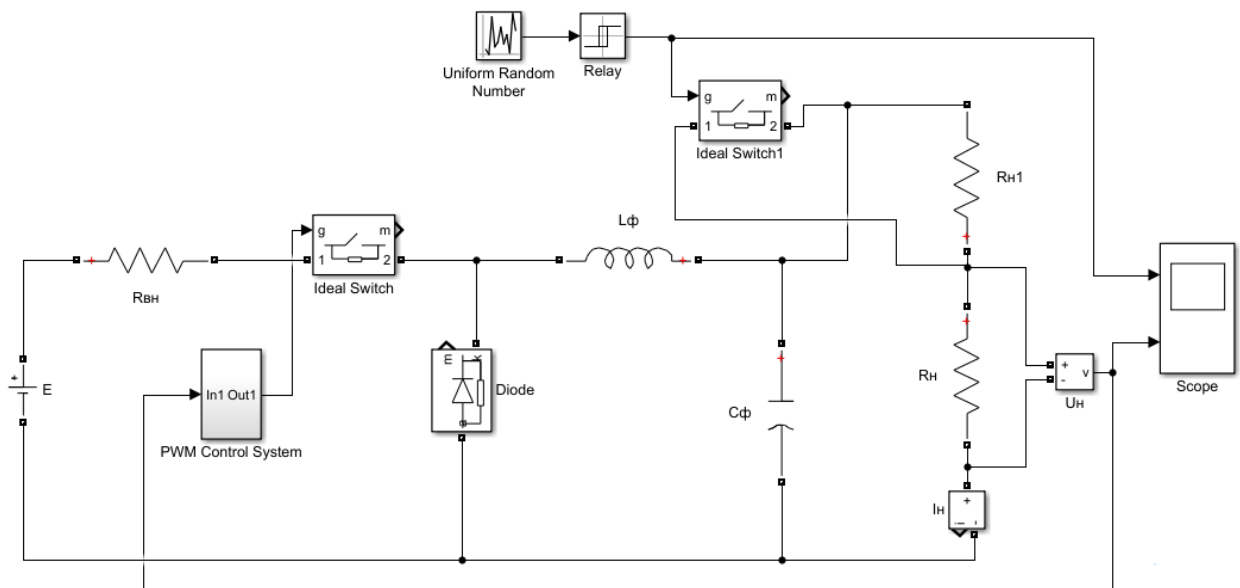 Uniform Random
Number
Relay
g
m
1
2
Ideal Switch1
Rн1
Lф
g
m
1
2
Ideal Switch
Rвн
+
E
In1 Out1
PWM Control System
m
k
a
Diode
Cф
Rн
+
-
v
Uн
Scope
Iн
+
i
-